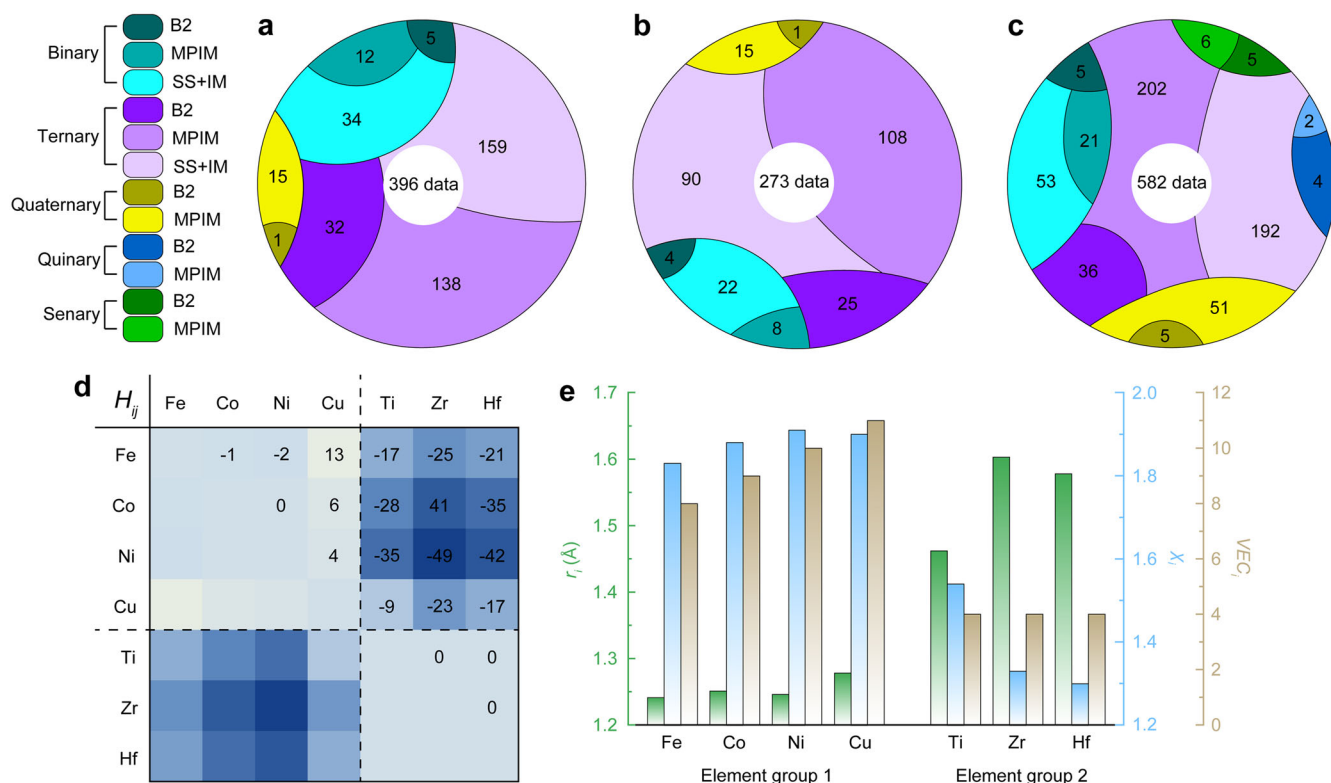 Binary
B2
MPIM
SS+IM
Ternary
B2
MPIM
SS+IM
Quaternary
B2
MPIM
Quinary
B2
MPIM
Senary
B2
MPIM
a
5
12
34
159
15
396 data
32
1
138
b
1
15
108
90
273 data
4
22
25
8
c
6
5
5
202
2
21
53
582 data
4
192
36
51
5
d
H_ij Fe Co Ni Cu Ti Zr Hf
Fe -1 -2 13 -17 -25 -21
Co 0 6 -28 41 -35
Ni 4 -35 -49 -42
Cu -9 -23 -17
Ti 0 0
Zr 0
Hf
e
1.7 2.0 12
1.6 1.8 10
8
1.5
1.6 6
1.4
4
1.3 1.4
2
1.2 1.2 0
r_i (Å)
X_i
VEC_i
Fe Co Ni Cu Ti Zr Hf
Element group 1 Element group 2